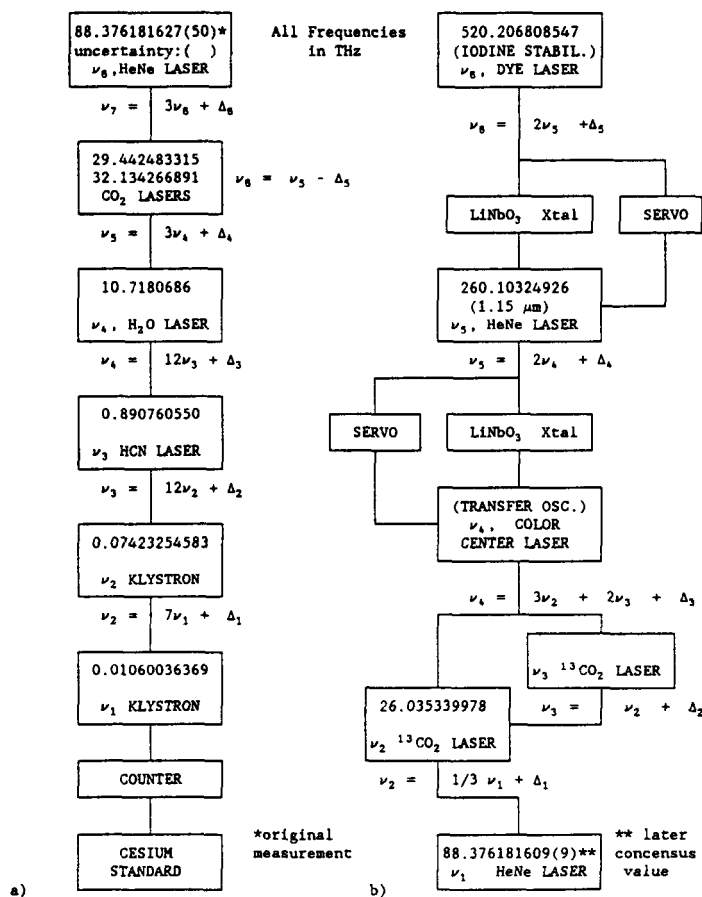 All Frequencies
in THz
88.376181627(50)*
uncertainty:( )
ν₆,HeNe LASER
ν₇ = 3ν₆ + Δ₆
29.442483315
32.134266891
CO₂ LASERS
ν₆ = ν₅ - Δ₅
ν₅ = 3ν₄ + Δ₄
10.7180686
ν₄, H₂O LASER
ν₄ = 12ν₃ + Δ₃
0.890760550
ν₃ HCN LASER
ν₃ = 12ν₂ + Δ₂
0.07423254583
ν₂ KLYSTRON
ν₂ = 7ν₁ + Δ₁
0.01060036369
ν₁ KLYSTRON
COUNTER
CESIUM
STANDARD
*original
measurement
a)
520.206808547
(IODINE STABIL.)
ν₆, DYE LASER
ν₆ = 2ν₅ +Δ₅
LiNbO₃ Xtal
SERVO
260.10324926
(1.15 μm)
ν₅, HeNe LASER
ν₅ = 2ν₄ + Δ₄
SERVO
LiNbO₃ Xtal
(TRANSFER OSC.)
ν₄, COLOR
CENTER LASER
ν₄ = 3ν₂ + 2ν₃ + Δ₃
ν₃ ¹³CO₂ LASER
ν₃ = ν₂ + Δ₂
26.035339978
ν₂ ¹³CO₂ LASER
ν₂ = 1/3 ν₁ + Δ₁
88.376181609(9)**
ν₁ HeNe LASER
** later
concensus
value
b)